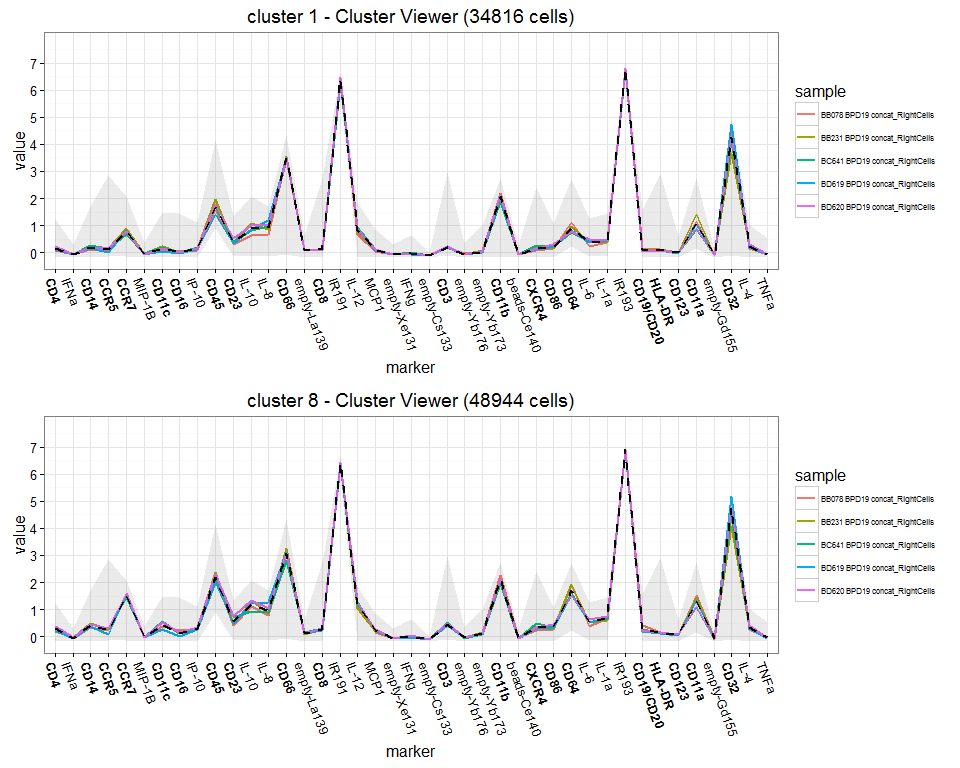 cluster 1 - Cluster Viewer (34816 cells)
value
7
6
5
4
3
2
1
0
CD4
IFNa
CD14
CCR5
CCR7
MIP-1B
CD11c
CD16
IP-10
CD45
CD23
IL-10
IL-8
CD66
empty-La139
CD8
IR191
IL-12
MCP1
empty-Xe131
IFNg
empty-Cs133
CD3
empty-Yb176
empty-Yb173
CD11b
beads-Ce140
CXCR4
CD86
CD64
IL-6
IL-1a
IR193
CD19/CD20
HLA-DR
CD123
CD11a
empty-Gd155
CD32
IL-4
TNFa
marker
sample
BB078 BPD19 concat_RightCells
BB231 BPD19 concat_RightCells
BC641 BPD19 concat_RightCells
BD619 BPD19 concat_RightCells
BD620 BPD19 concat_RightCells
cluster 8 - Cluster Viewer (48944 cells)
value
7
6
5
4
3
2
1
0
CD4
IFNa
CD14
CCR5
CCR7
MIP-1B
CD11c
CD16
IP-10
CD45
CD23
IL-10
IL-8
CD66
empty-La139
CD8
IR191
IL-12
MCP1
empty-Xe131
IFNg
empty-Cs133
CD3
empty-Yb176
empty-Yb173
CD11b
beads-Ce140
CXCR4
CD86
CD64
IL-6
IL-1a
IR193
CD19/CD20
HLA-DR
CD123
CD11a
empty-Gd155
CD32
IL-4
TNFa
marker
sample
BB078 BPD19 concat_RightCells
BB231 BPD19 concat_RightCells
BC641 BPD19 concat_RightCells
BD619 BPD19 concat_RightCells
BD620 BPD19 concat_RightCells